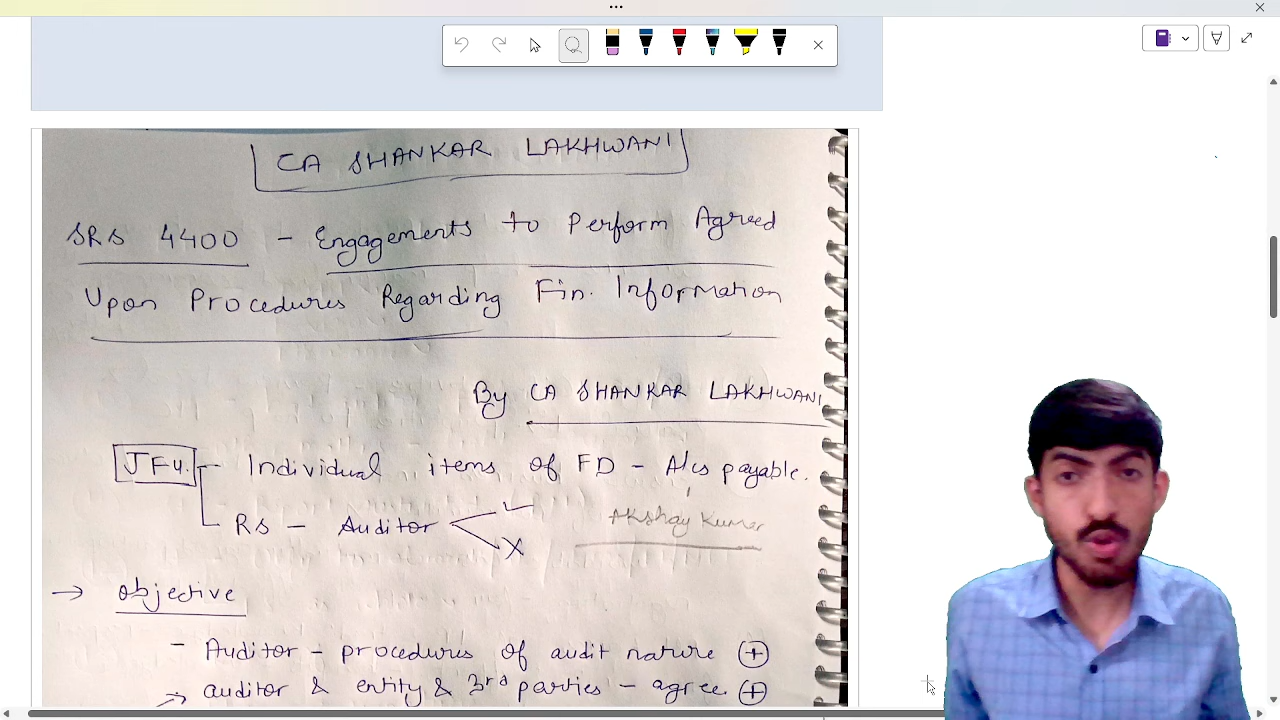 CA SHANKAR LAKHWANI
SRS 4400 - Engagements to Perform Agreed
Upon Procedures Regarding Fin. Information
By CA SHANKAR LAKHWANI
JF4. - Individual items of FD - A/cs payable.
Akshay Kumar
RS - Auditor
→ Objective
- Auditor - procedures of audit nature +
→ auditor & entity & 3rd parties - agree +